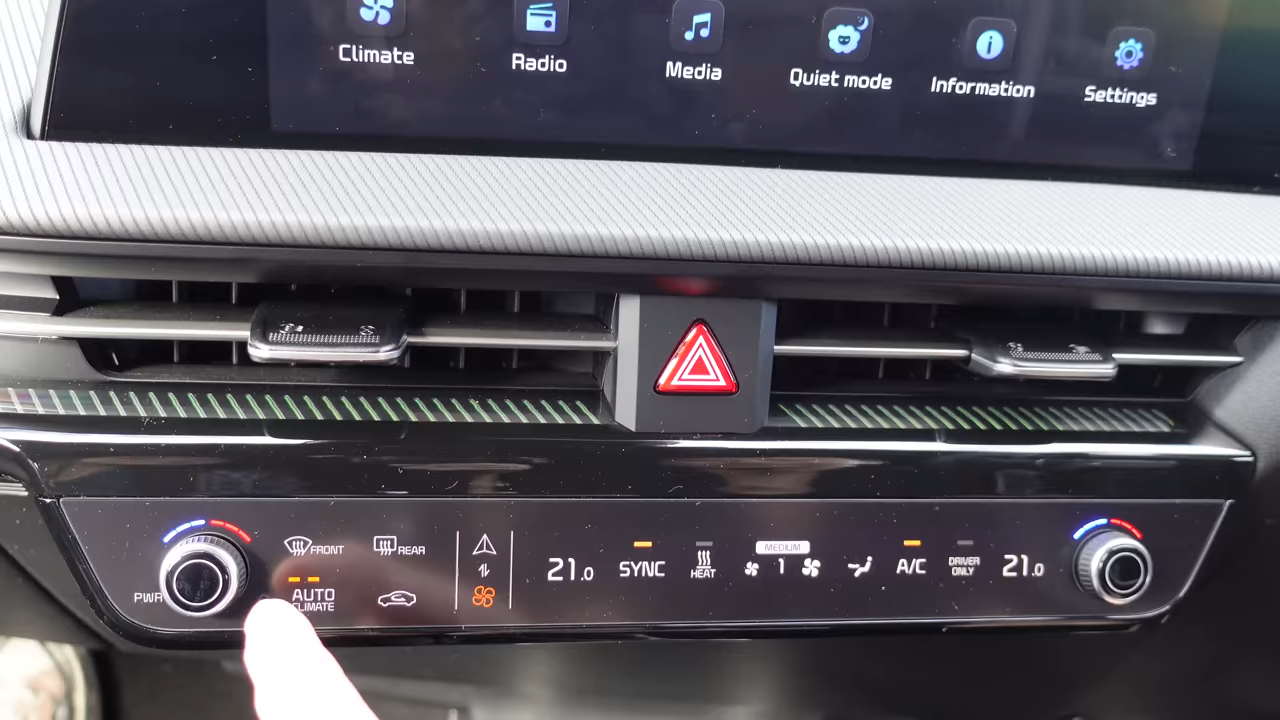 Climate
Radio
Media
Quiet mode
Information
Settings
PWR
FRONT
REAR
AUTO
CLIMATE
21.0
SYNC
HEAT
MEDIUM
1
A/C
DRIVER
ONLY
21.0